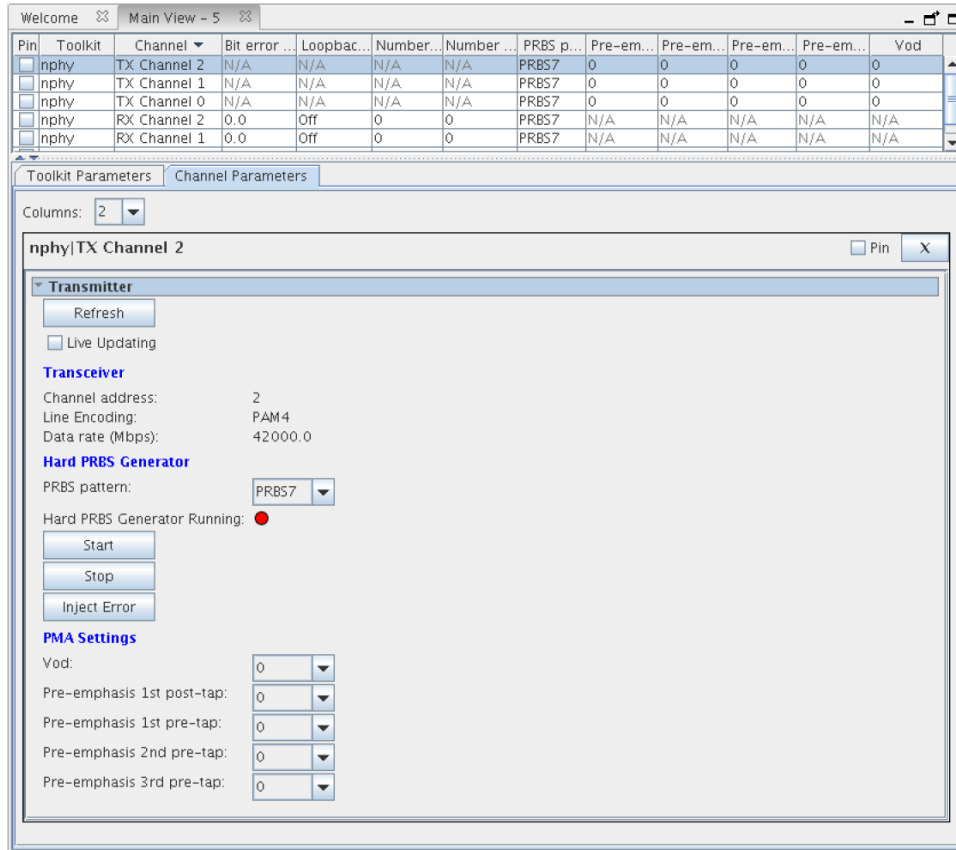 Welcome Main View - 5
Pin Toolkit Channel Bit error ... Loopbac... Number... Number ... PRBS p... Pre-em... Pre-em... Pre-em... Pre-em... Vod
nphy TX Channel 2 N/A N/A N/A N/A PRBS7 0 0 0 0 0
nphy TX Channel 1 N/A N/A N/A N/A PRBS7 0 0 0 0 0
nphy TX Channel 0 N/A N/A N/A N/A PRBS7 0 0 0 0 0
nphy RX Channel 2 0.0 Off 0 0 PRBS7 N/A N/A N/A N/A N/A
nphy RX Channel 1 0.0 Off 0 0 PRBS7 N/A N/A N/A N/A N/A
Toolkit Parameters Channel Parameters
Columns: 2
nphy|TX Channel 2 Pin X
Transmitter
Refresh
Live Updating
Transceiver
Channel address: 2
Line Encoding: PAM4
Data rate (Mbps): 42000.0
Hard PRBS Generator
PRBS pattern: PRBS7
Hard PRBS Generator Running:
Start
Stop
Inject Error
PMA Settings
Vod: 0
Pre-emphasis 1st post-tap: 0
Pre-emphasis 1st pre-tap: 0
Pre-emphasis 2nd pre-tap: 0
Pre-emphasis 3rd pre-tap: 0